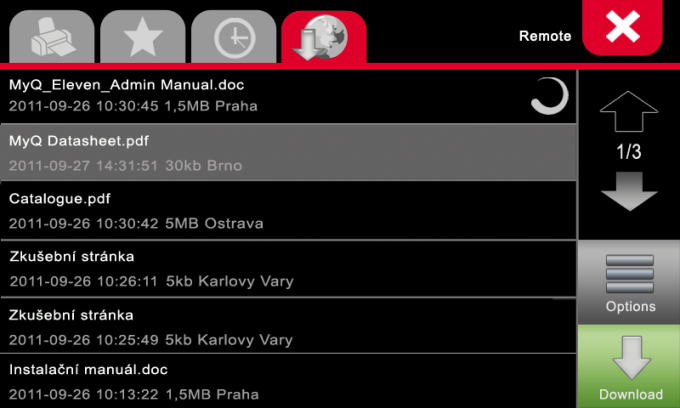 Remote
MyQ_Eleven_Admin Manual.doc
2011-09-26 10:30:45 1,5MB Praha
MyQ Datasheet.pdf
2011-09-27 14:31:51 30kb Brno
Catalogue.pdf
2011-09-26 10:30:42 5MB Ostrava
Zkušební stránka
2011-09-26 10:26:11 5kb Karlovy Vary
Zkušební stránka
2011-09-26 10:25:49 5kb Karlovy Vary
Instalační manuál.doc
2011-09-26 10:13:22 1,5MB Praha
1/3
Options
Download